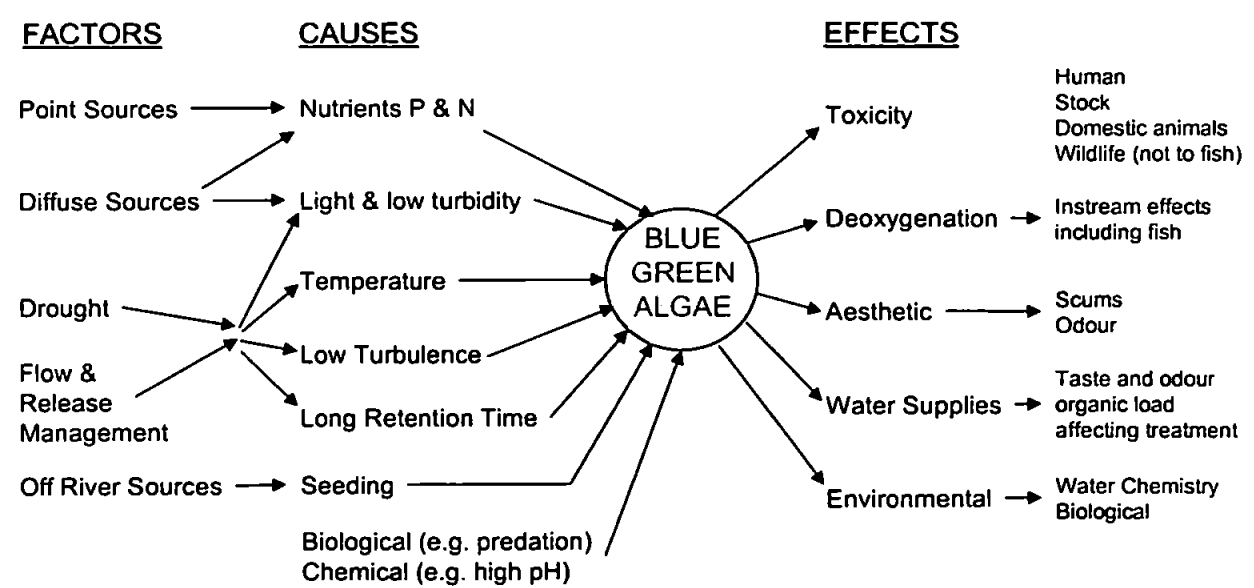 FACTORS
CAUSES
EFFECTS
Point Sources
Diffuse Sources
Drought
Flow &
Release
Management
Off River Sources
Nutrients P & N
Light & low turbidity
Temperature
Low Turbulence
Long Retention Time
Seeding
Biological (e.g. predation)
Chemical (e.g. high pH)
BLUE
GREEN
ALGAE
Toxicity
Human
Stock
Domestic animals
Wildlife (not to fish)
Deoxygenation
Instream effects
including fish
Aesthetic
Scums
Odour
Water Supplies
Taste and odour
organic load
affecting treatment
Environmental
Water Chemistry
Biological